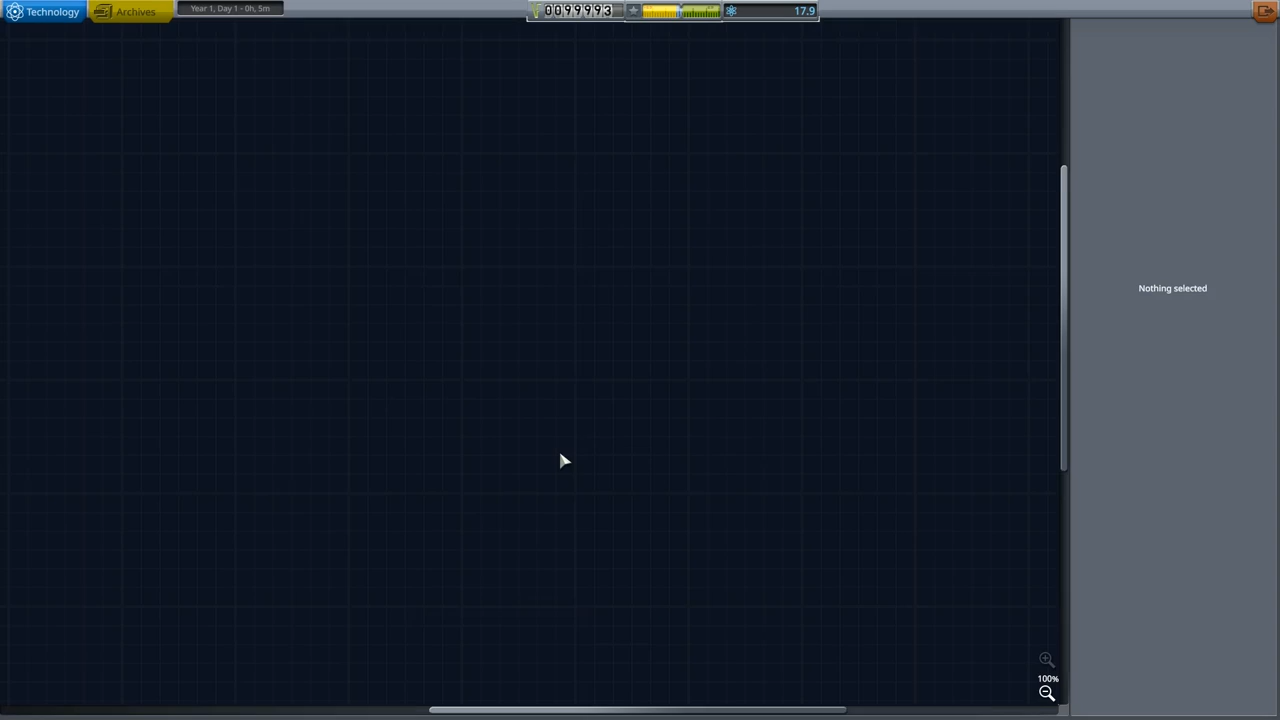 Technology
Archives
Year 1, Day 1 - 0h, 5m
0099993
17.9
Nothing selected
100%